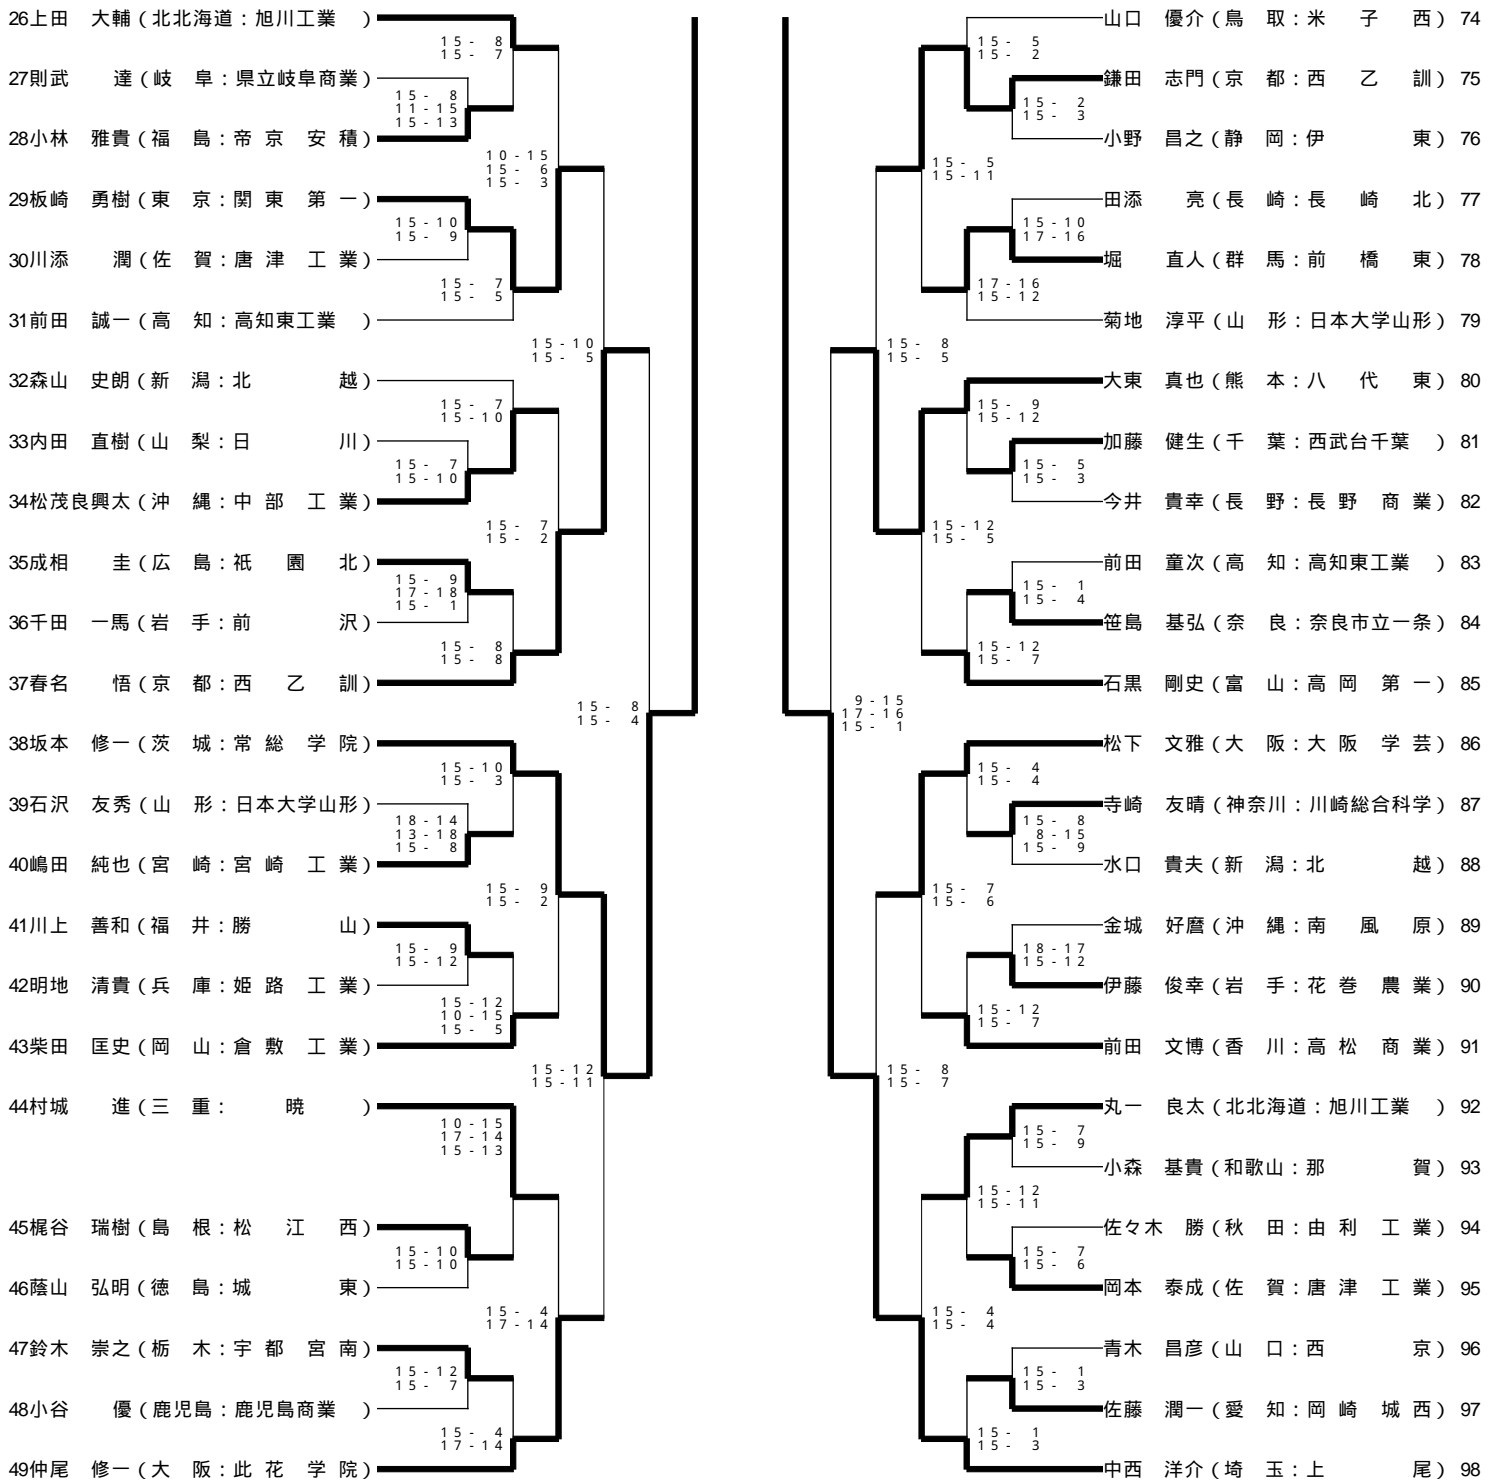 26上田 大輔(北北海道:旭川工業 )
15- 8
15- 7
27則武 達(岐 阜:県立岐阜商業)
15- 8
11-15
15-13
28小林 雅貴(福 島:帝 京 安 積)
10-15
15- 6
15- 3
29板崎 勇樹(東 京:関 東 第 一)
15-10
15- 9
30川添 潤(佐 賀:唐 津 工 業)
15- 7
15- 5
31前田 誠一(高 知:高知東工業 )
15-10
15- 5
32森山 史朗(新 潟:北 越)
15- 7
15-10
33内田 直樹(山 梨:日 川)
15- 7
15-10
34松茂良興太(沖 縄:中 部 工 業)
15- 7
15- 2
35成相 圭(広 島:祇 園 北)
15- 9
17-18
15- 1
36千田 一馬(岩 手:前 沢)
15- 8
15- 8
37春名 悟(京 都:西 乙 訓)
15- 8
15- 4
38坂本 修一(茨 城:常 総 学 院)
15-10
15- 3
39石沢 友秀(山 形:日本大学山形)
18-14
13-18
15- 8
40嶋田 純也(宮 崎:宮 崎 工 業)
15- 9
15- 2
41川上 善和(福 井:勝 山)
15- 9
15-12
42明地 清貴(兵 庫:姫 路 工 業)
15-12
10-15
15- 5
43柴田 匡史(岡 山:倉 敷 工 業)
15-12
15-11
44村城 進(三 重: 暁 )
10-15
17-14
15-13
45梶谷 瑞樹(島 根:松 江 西)
15-10
15-10
46蔭山 弘明(徳 島:城 東)
15- 4
17-14
47鈴木 崇之(栃 木:宇 都 宮 南)
15-12
15- 7
48小谷 優(鹿児島:鹿児島商業 )
15- 4
17-14
49仲尾 修一(大 阪:此 花 学 院)
山口 優介(鳥 取:米 子 西) 74
15- 5
15- 2
鎌田 志門(京 都:西 乙 訓) 75
15- 2
15- 3
小野 昌之(静 岡:伊 東) 76
15- 5
15-11
田添 亮(長 崎:長 崎 北) 77
15-10
17-16
堀 直人(群 馬:前 橋 東) 78
17-16
15-12
菊地 淳平(山 形:日本大学山形) 79
15- 8
15- 5
大東 真也(熊 本:八 代 東) 80
15- 9
15-12
加藤 健生(千 葉:西武台千葉 ) 81
15- 5
15- 3
今井 貴幸(長 野:長 野 商 業) 82
15-12
15- 5
前田 童次(高 知:高知東工業 ) 83
15- 1
15- 4
笹島 基弘(奈 良:奈良市立一条) 84
15-12
15- 7
石黒 剛史(富 山:高 岡 第 一) 85
9-15
17-16
15- 1
松下 文雅(大 阪:大 阪 学 芸) 86
15- 4
15- 4
寺崎 友晴(神奈川:川崎総合科学) 87
15- 8
8-15
15- 9
水口 貴夫(新 潟:北 越) 88
15- 7
15- 6
金城 好麿(沖 縄:南 風 原) 89
18-17
15-12
伊藤 俊幸(岩 手:花 巻 農 業) 90
15-12
15- 7
前田 文博(香 川:高 松 商 業) 91
15- 8
15- 7
丸一 良太(北北海道:旭川工業 ) 92
15- 7
15- 9
小森 基貴(和歌山:那 賀) 93
15-12
15-11
佐々木 勝(秋 田:由 利 工 業) 94
15- 7
15- 6
岡本 泰成(佐 賀:唐 津 工 業) 95
15- 4
15- 4
青木 昌彦(山 口:西 京) 96
15- 1
15- 3
佐藤 潤一(愛 知:岡 崎 城 西) 97
15- 1
15- 3
中西 洋介(埼 玉:上 尾) 98